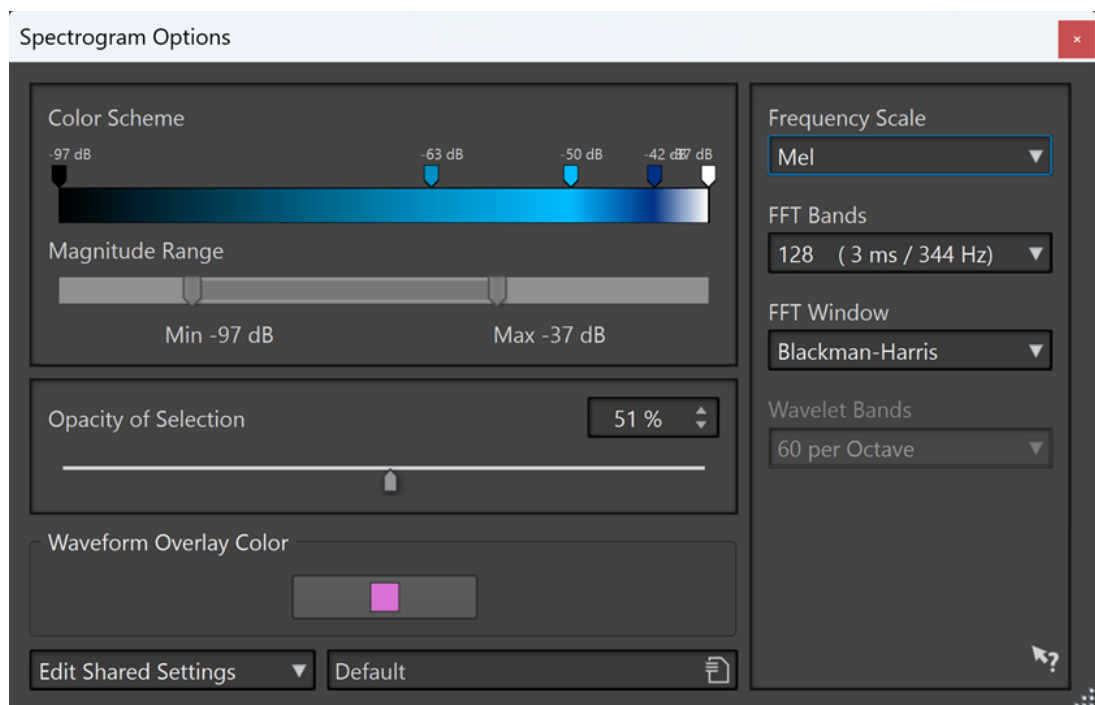 Spectrogram Options
Color Scheme
-97 dB -63 dB -50 dB -42 dB -37 dB
Magnitude Range
Min -97 dB Max -37 dB
Opacity of Selection 51 %
Waveform Overlay Color
Edit Shared Settings Default
Frequency Scale
Mel
FFT Bands
128 ( 3 ms / 344 Hz)
FFT Window
Blackman-Harris
Wavelet Bands
60 per Octave
?